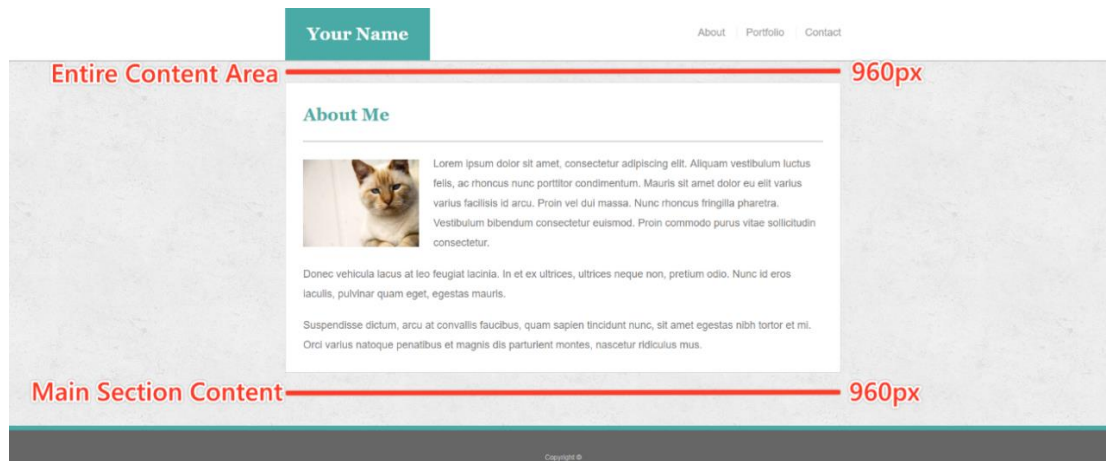 Your Name
About Portfolio Contact
Entire Content Area 960px
About Me
Lorem ipsum dolor sit amet, consectetur adipiscing elit. Aliquam vestibulum luctus
felis, ac rhoncus nunc porttitor condimentum. Mauris sit amet dolor eu elit varius
varius facilisis id arcu. Proin vel dui massa. Nunc rhoncus fringilla pharetra.
Vestibulum bibendum consectetur euismod. Proin commodo purus vitae sollicitudin
consectetur.
Donec vehicula lacus at leo feugiat lacinia. In et ex ultrices, ultrices neque non, pretium odio. Nunc id eros
iaculis, pulvinar quam eget, egestas mauris.
Suspendisse dictum, arcu at convallis faucibus, quam sapien tincidunt nunc, sit amet egestas nibh tortor et mi.
Orci varius natoque penatibus et magnis dis parturient montes, nascetur ridiculus mus.
Main Section Content 960px
Copyright ©